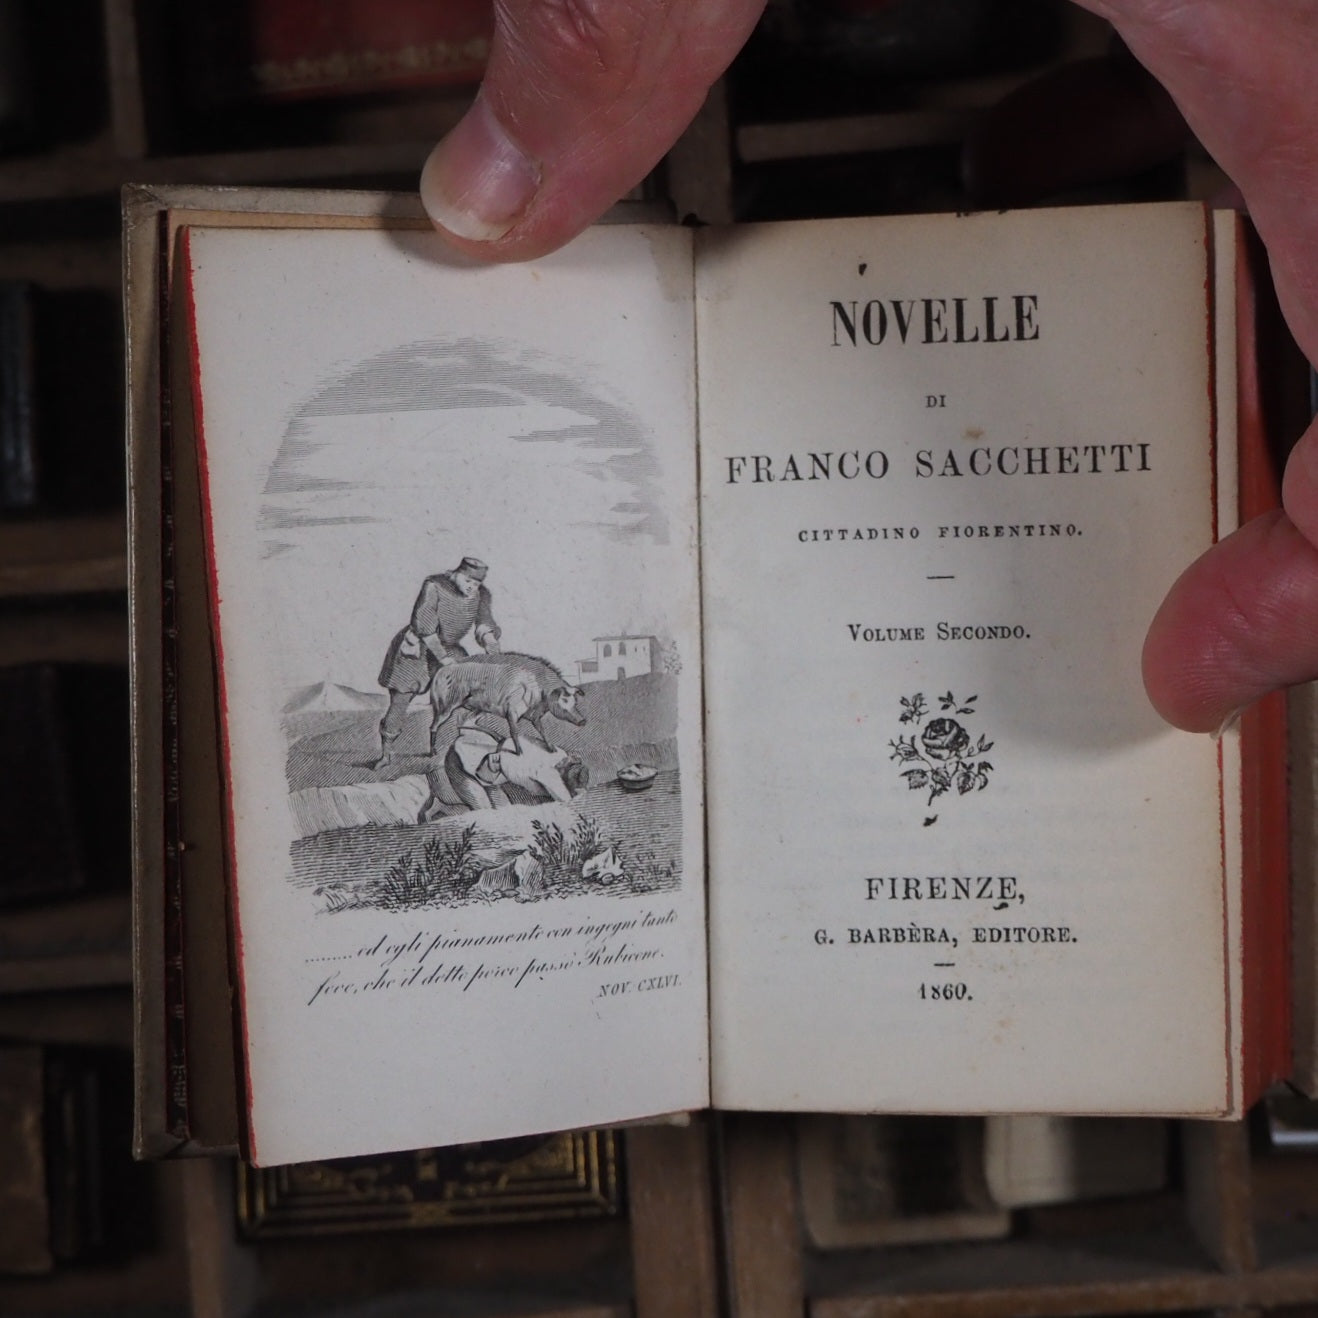 ......... ed egli pianamente con ingegni tanto
fece, che il detto porco passò Rubicone.
NOV. CXLVI.
NOVELLE
DI
FRANCO SACCHETTI
CITTADINO FIORENTINO.
VOLUME SECONDO.
FIRENZE,
G. BARBÈRA, EDITORE.
1860.